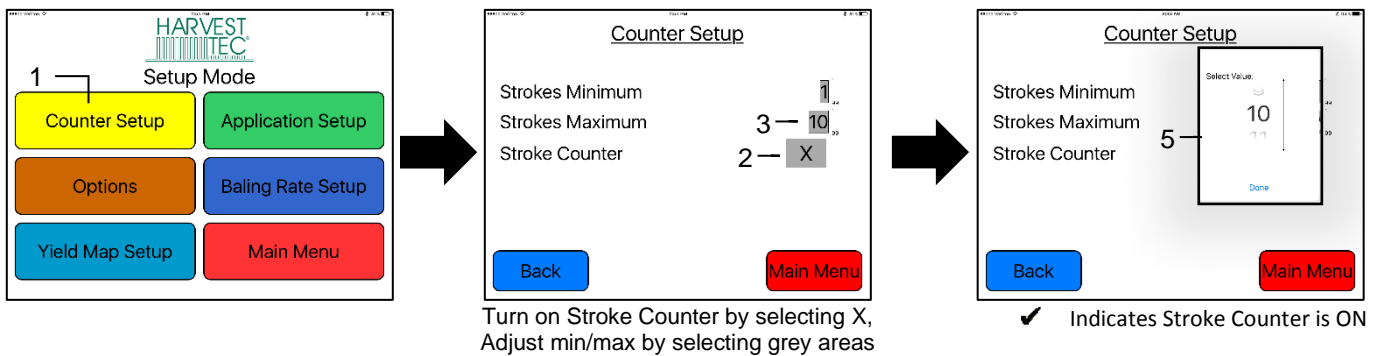 HARVEST
TEC
Setup Mode
1
Counter Setup
Application Setup
Options
Baling Rate Setup
Yield Map Setup
Main Menu
Counter Setup
Strokes Minimum 1
Strokes Maximum 3 10
Stroke Counter 2 X
Back
Main Menu
Turn on Stroke Counter by selecting X,
Adjust min/max by selecting grey areas
Counter Setup
Strokes Minimum
Strokes Maximum
Stroke Counter
Select Value:
9
10
11
5
Done
Back
Main Menu
✔ Indicates Stroke Counter is ON